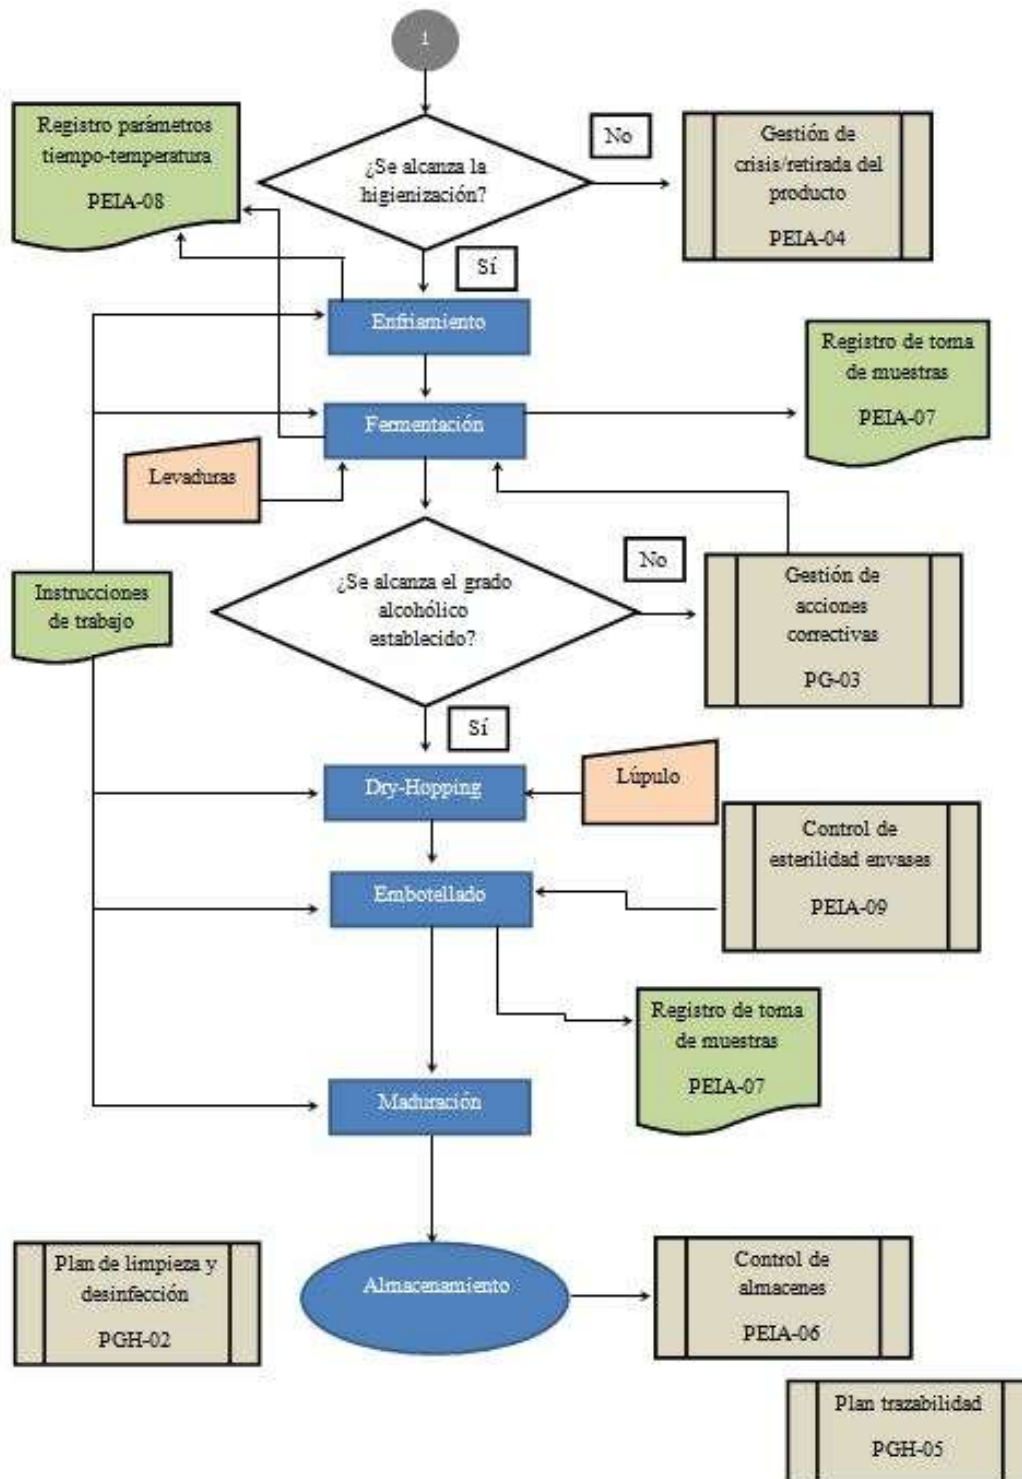 1
Registro parámetros
tiempo-temperatura
PEIA-08
¿Se alcanza la
higienización?
No
Gestión de
crisis/retirada del
producto
PEIA-04
Sí
Enfriamiento
Registro de toma
de muestras
PEIA-07
Fermentación
Levaduras
Instrucciones
de trabajo
¿Se alcanza el grado
alcohólico
establecido?
No
Gestión de
acciones
correctivas
PG-03
Sí
Dry-Hopping
Lúpulo
Control de
esterilidad envases
PEIA-09
Embotellado
Registro de toma
de muestras
PEIA-07
Maduración
Plan de limpieza y
desinfección
PGH-02
Almacenamiento
Control de
almacenes
PEIA-06
Plan trazabilidad
PGH-05